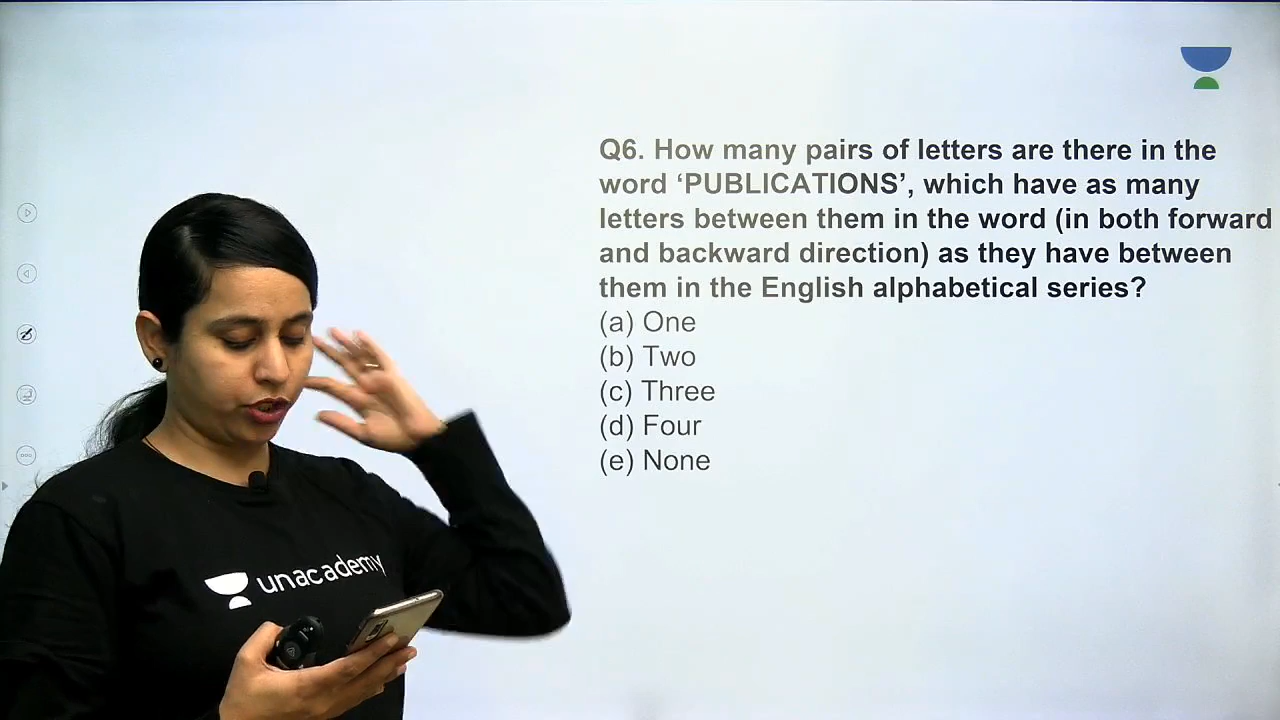 Q6. How many pairs of letters are there in the
word ‘PUBLICATIONS’, which have as many
letters between them in the word (in both forward
and backward direction) as they have between
them in the English alphabetical series?
(a) One
(b) Two
(c) Three
(d) Four
(e) None
unacademy